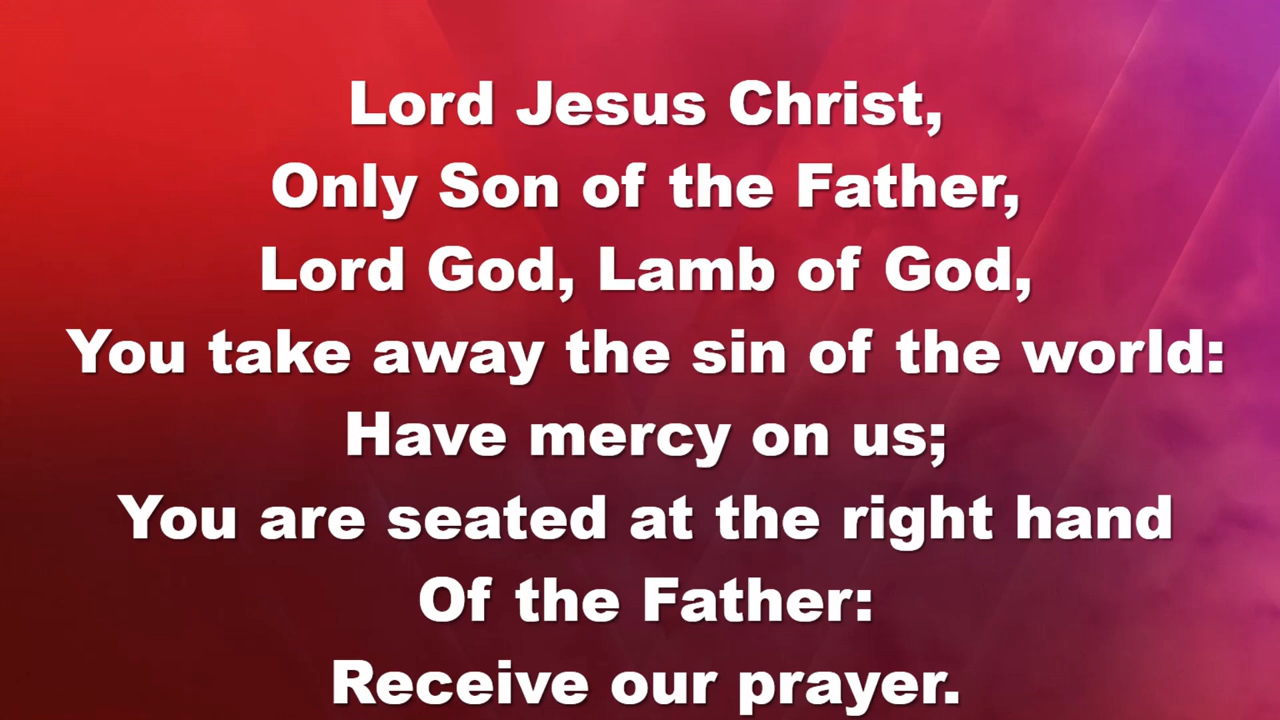 Lord Jesus Christ,
Only Son of the Father,
Lord God, Lamb of God,
You take away the sin of the world:
Have mercy on us;
You are seated at the right hand
Of the Father:
Receive our prayer.